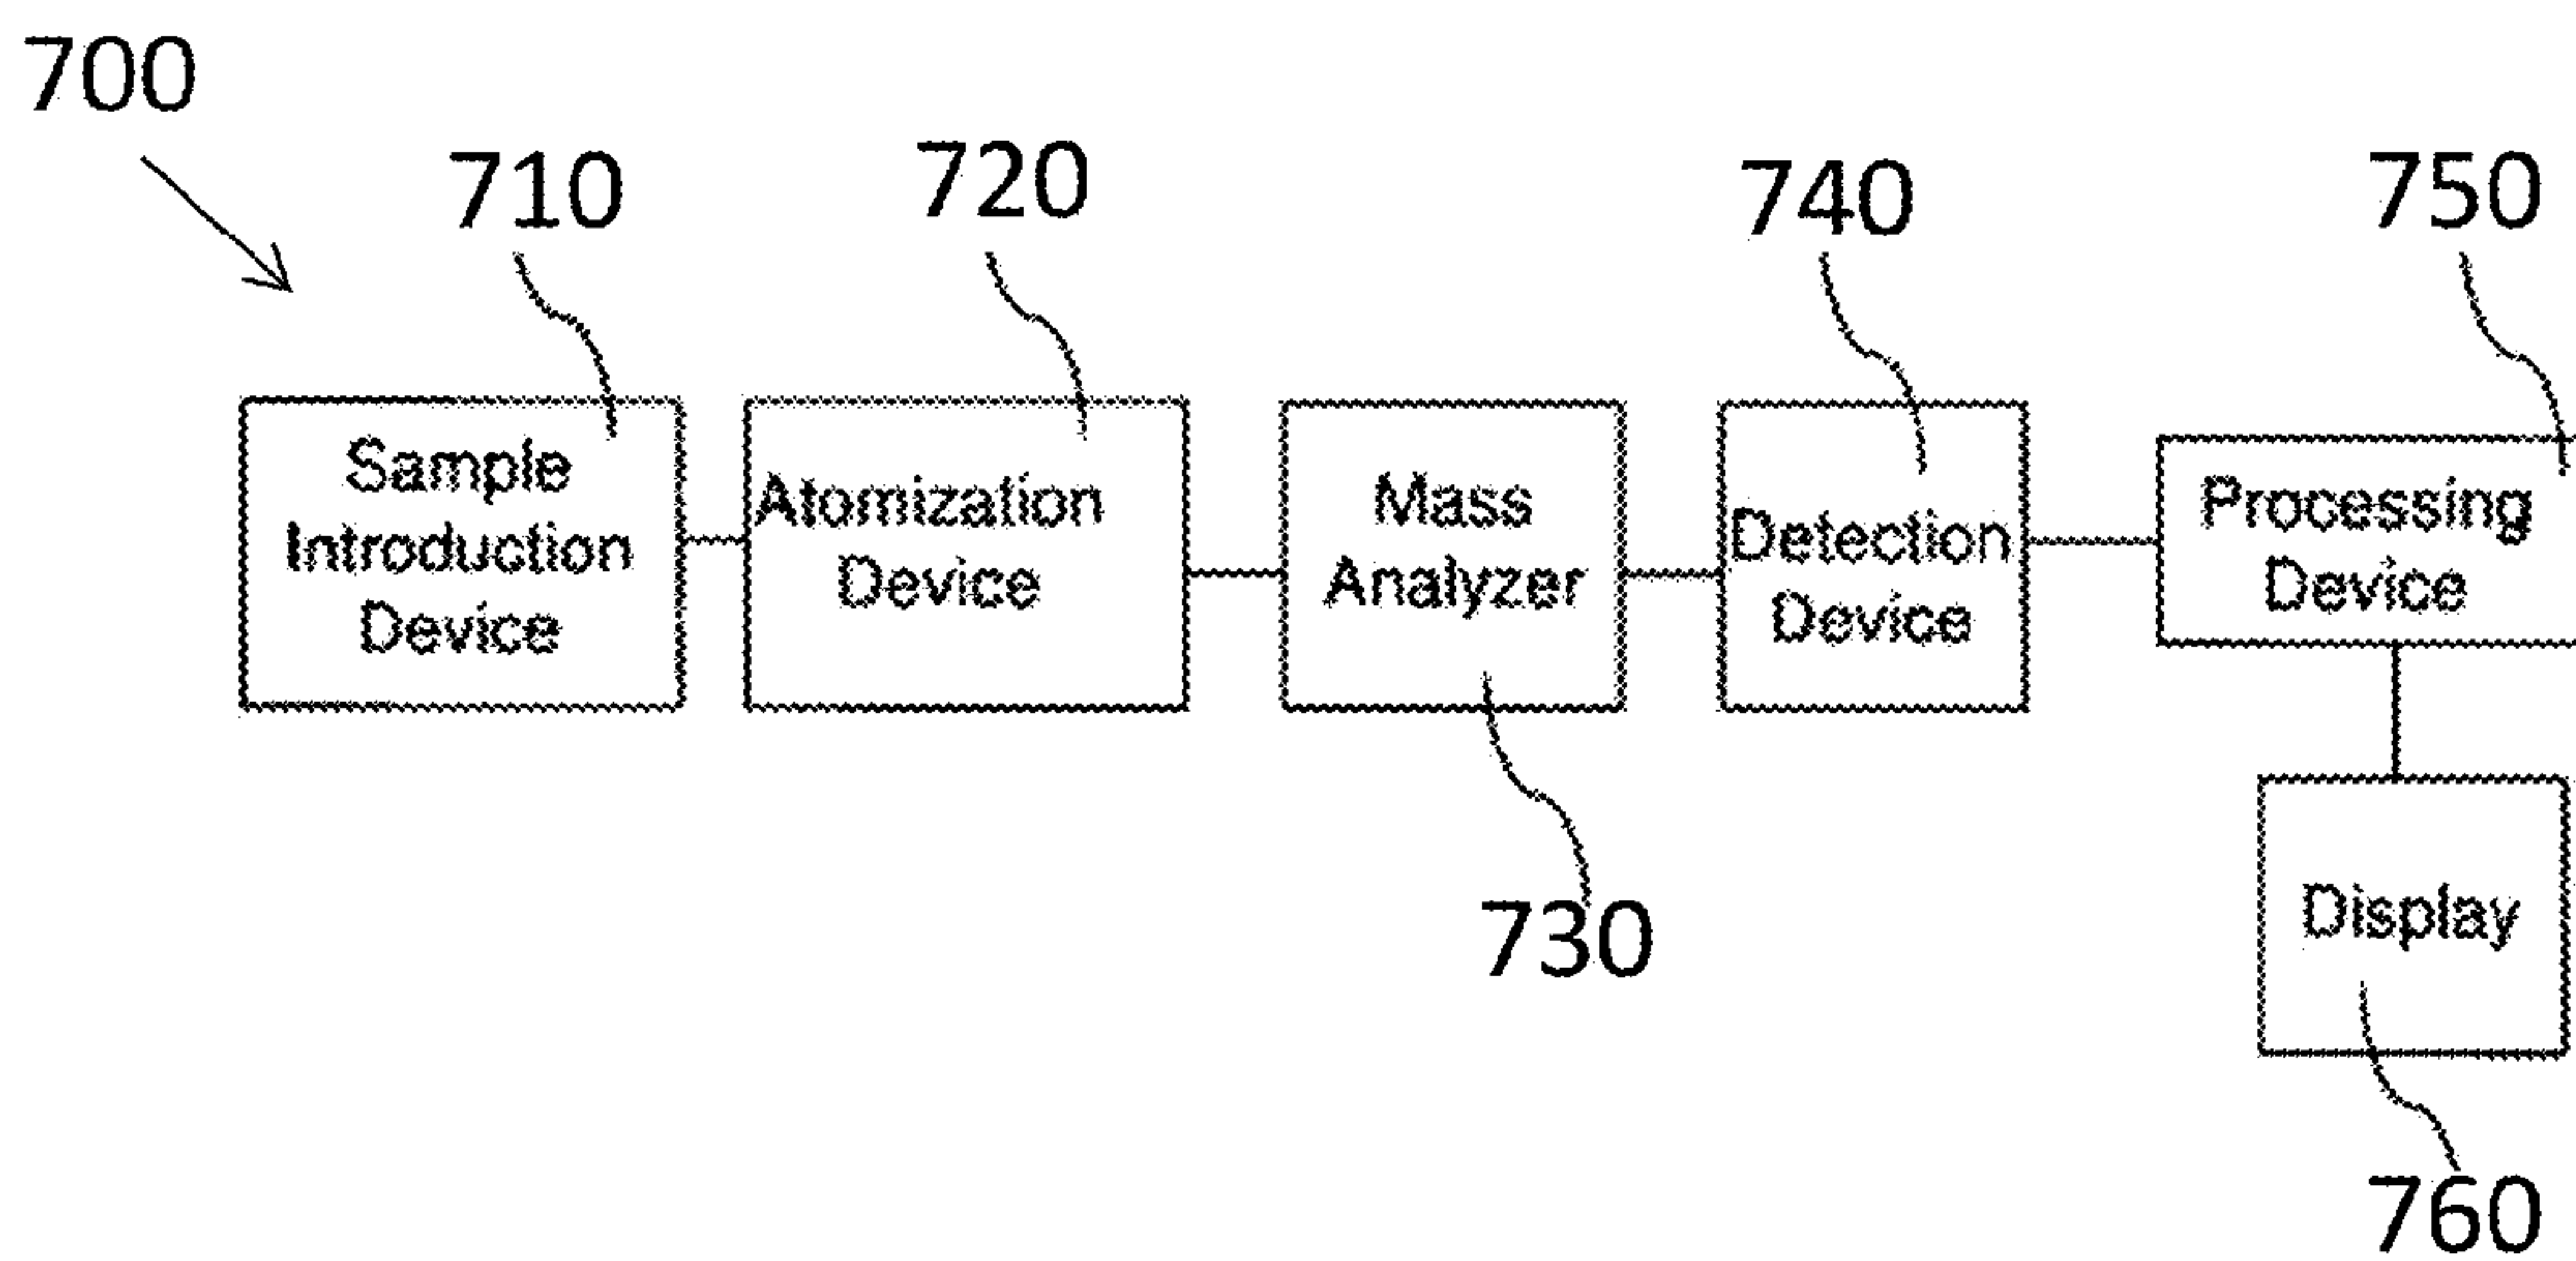 700
710
720
740
750
Sample
Introduction
Device
Atomization
Device
Mass
Analyzer
Detection
Device
Processing
Device
730
Display
760